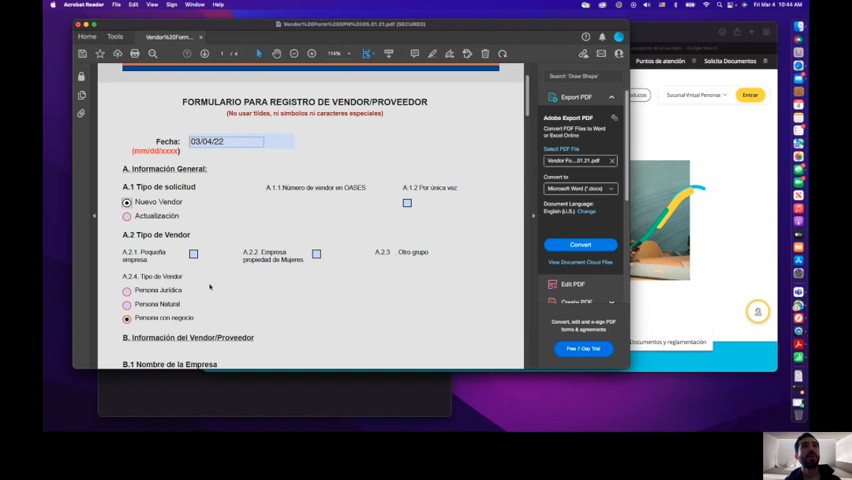 Acrobat Reader File Edit View Sign Window Help
Fri Mar 4 10:44 AM
Vendor%20Form%20SPH%2005.01.21.pdf (SECURED)
Home Tools Vendor%20Form... ×
1 / 114%
FORMULARIO PARA REGISTRO DE VENDOR/PROVEEDOR
(No usar tildes, ni simbolos ni caracteres especiales)
Fecha: 03/04/22
(mm/dd/xxxx)
A. Información General:
A.1 Tipo de solicitud
A.1.1.Número de vendor en OASES
A.1.2 Por única vez
Nuevo Vendor
Actualización
A.2 Tipo de Vendor
A.2.1. Pequeña empresa
A.2.2. Empresa propiedad de Mujeres
A.2.3 . Otro grupo
A.2.4. Tipo de Vendor
Persona Jurídica
Persona Natural
Persona con negocio
B. Información del Vendor/Proveedor
B.1 Nombre de la Empresa
Search 'Draw Shape'
Export PDF
Adobe Export PDF
Convert PDF Files to Word
or Excel Online
Select PDF File
Vendor Fo....01.21.pdf ×
Convert to
Microsoft Word (*.docx)
Document Language:
English (U.S.) Change
Convert
View Document Cloud Files
Edit PDF
Create PDF
Convert, edit and e-sign PDF
forms & agreements
Free 7-Day Trial
Puntos de atención Solicita Documentos
Sucursal Virtual Personas Entrar
Documentos y reglamentación